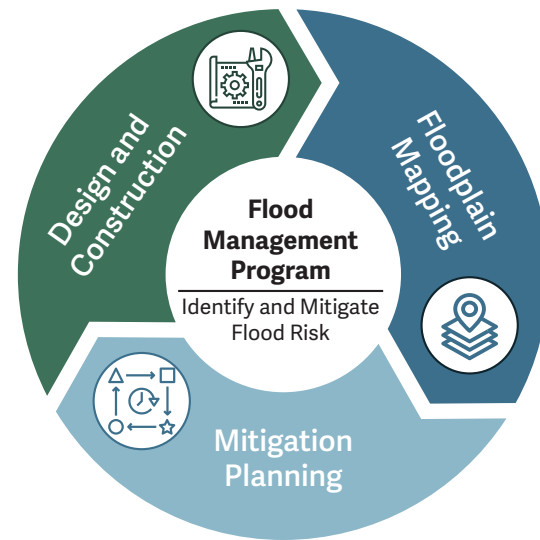 Design and
Construction
Floodplain
Mapping
Flood
Management
Program
Identify and Mitigate
Flood Risk
Mitigation
Planning